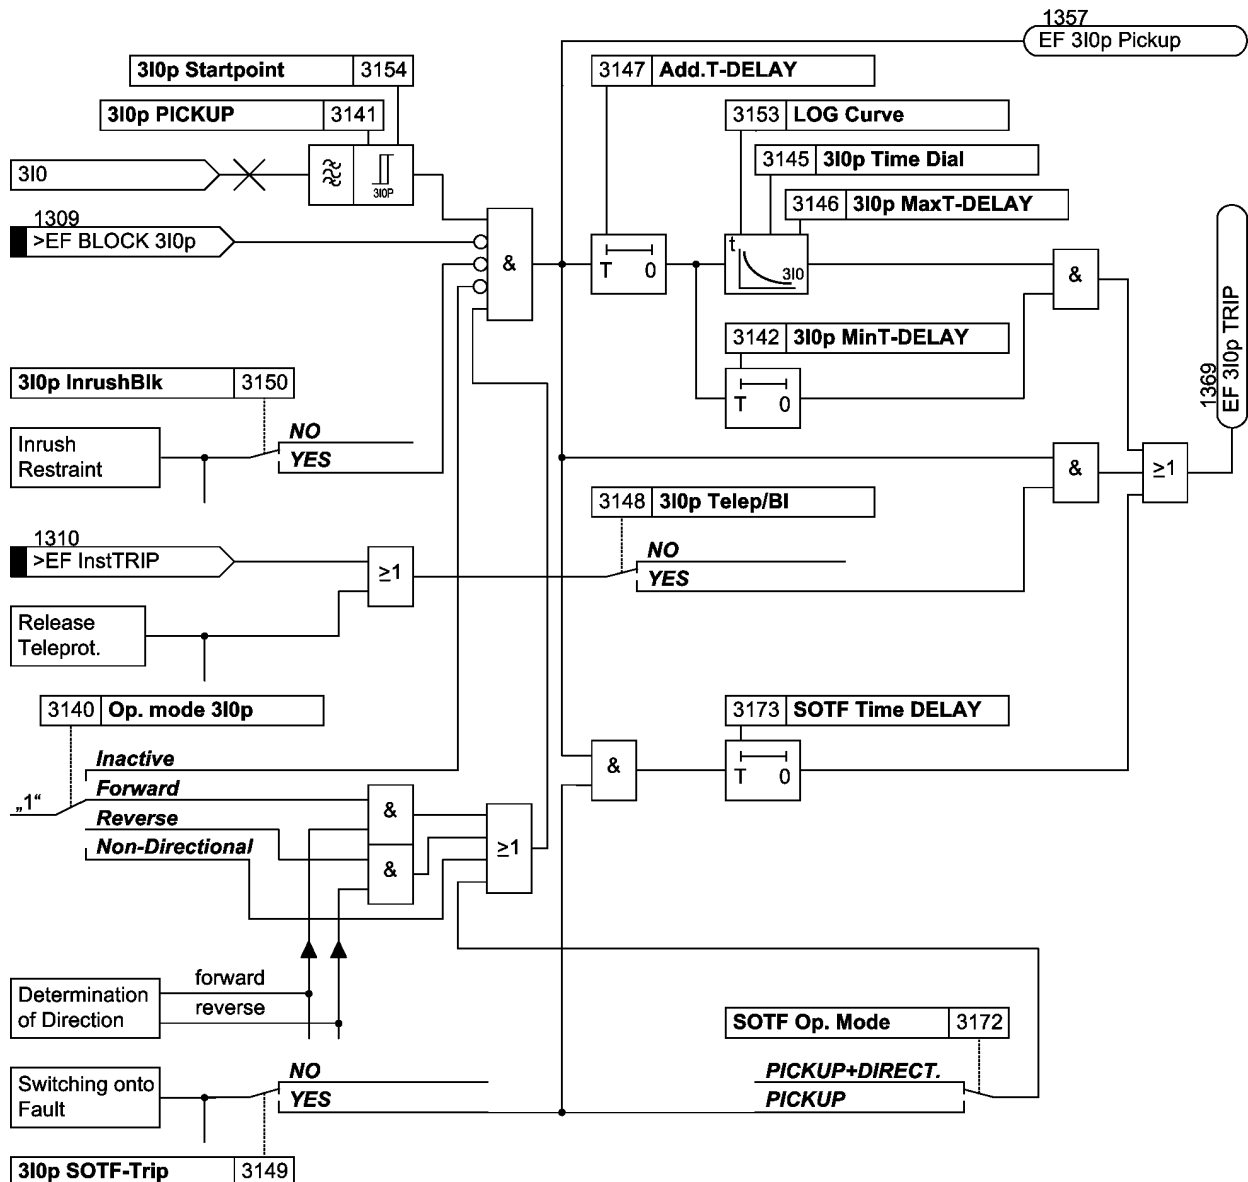 1357
EF 3I0p Pickup
3I0p Startpoint 3154
3147 Add.T-DELAY
3I0p PICKUP 3141
3153 LOG Curve
3I0
3I0P
3145 3I0p Time Dial
3146 3I0p MaxT-DELAY
1309
>EF BLOCK 3I0p
&
T 0
t
3I0
&
3142 3I0p MinT-DELAY
T 0
1369
EF 3I0p TRIP
3I0p InrushBlk 3150
Inrush
Restraint
NO
YES
&
≥1
3148 3I0p Telep/BI
1310
>EF InstTRIP
≥1
NO
YES
Release
Teleprot.
3140 Op. mode 3I0p
3173 SOTF Time DELAY
Inactive
&
T 0
„1“
Forward
&
Reverse
Non-Directional
≥1
&
forward
Determination
of Direction
reverse
SOTF Op. Mode 3172
Switching onto
Fault
NO
YES
PICKUP+DIRECT.
PICKUP
3I0p SOTF-Trip 3149